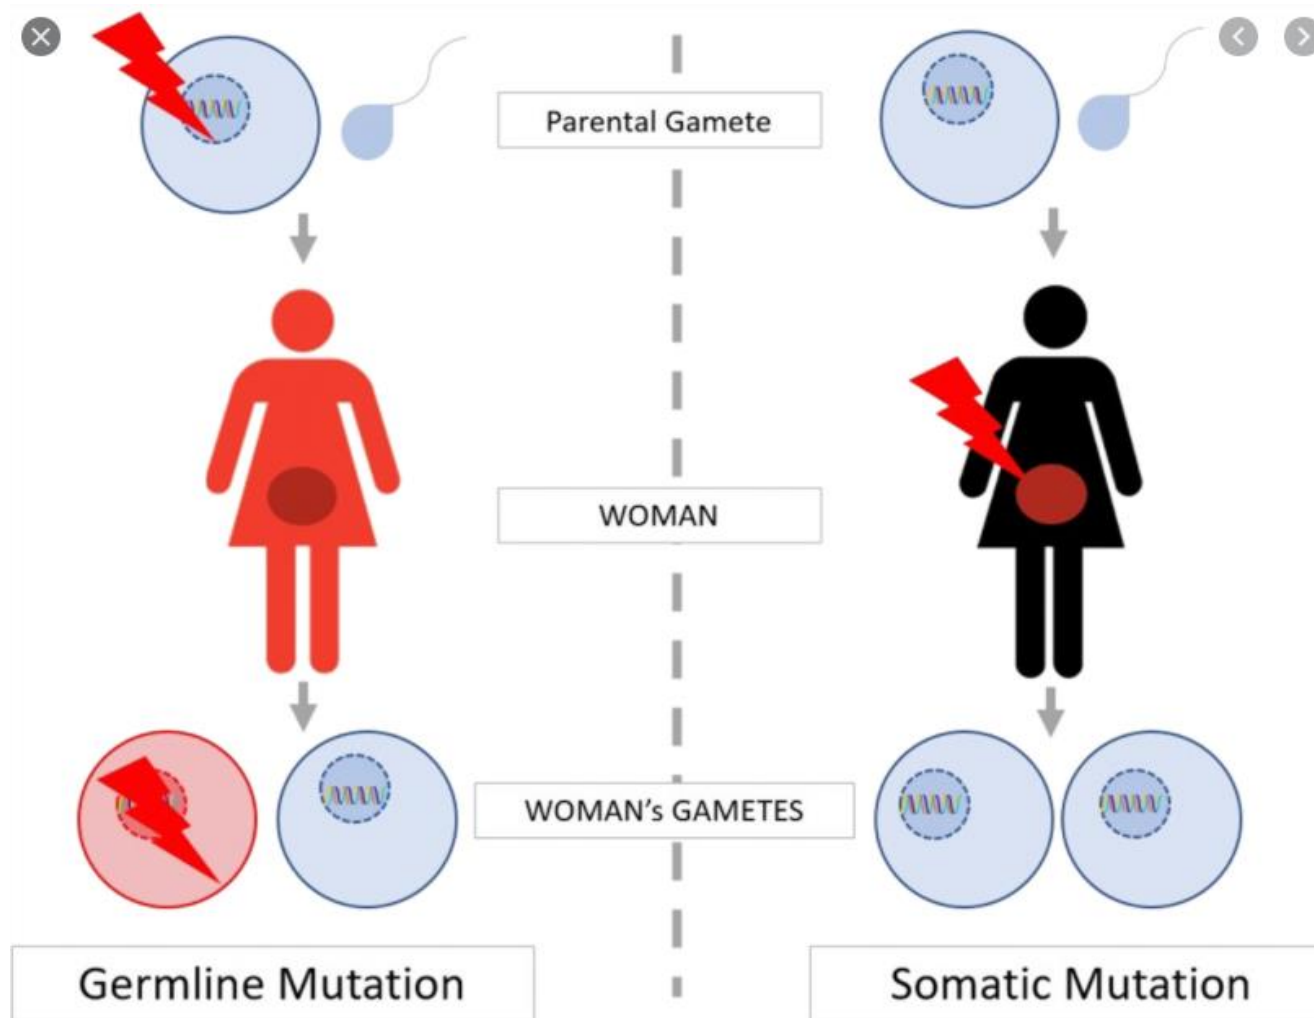 Parental Gamete
WOMAN
WOMAN's GAMETES
Germline Mutation
Somatic Mutation